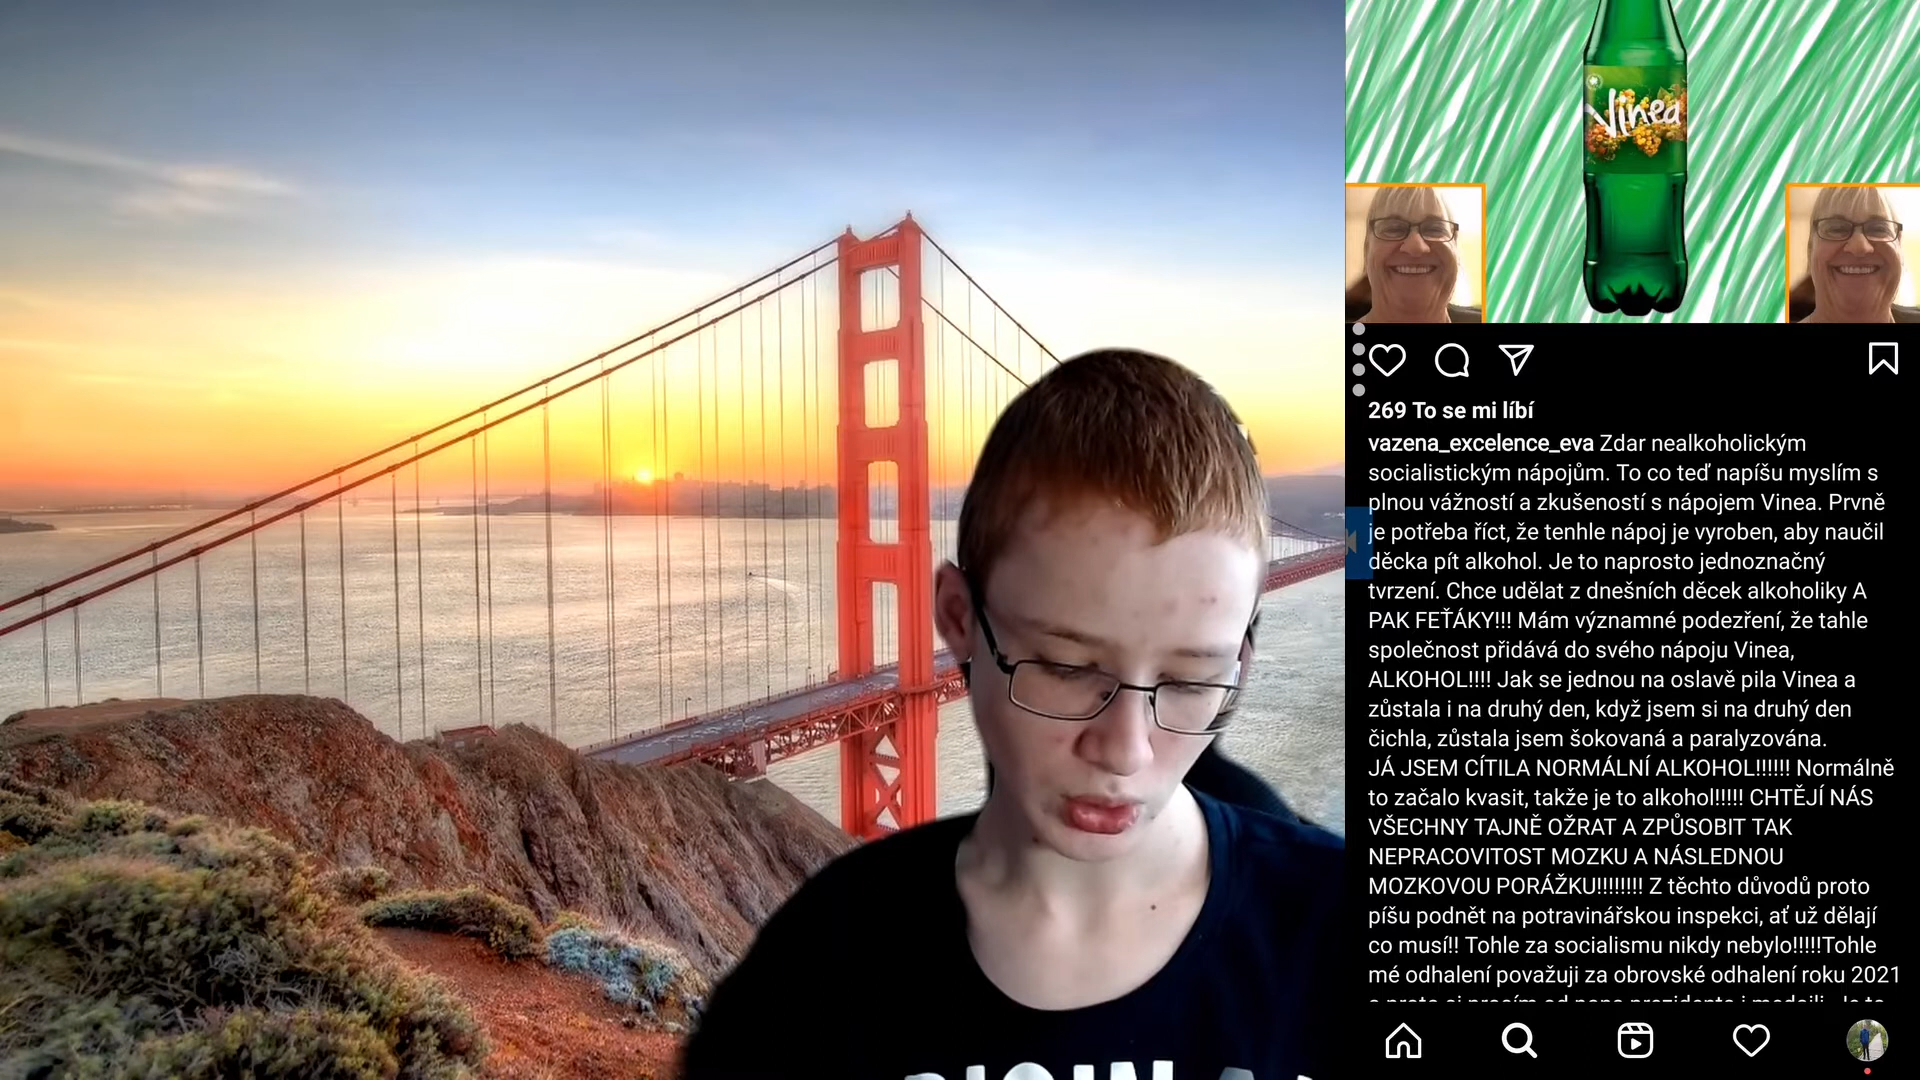 Vinea
269 To se mi líbí
vazena_excelence_eva Zdar nealkoholickým
socialistickým nápojům. To co teď napíšu myslím s
plnou vážností a zkušeností s nápojem Vinea. Prvně
je potřeba říct, že tenhle nápoj je vyroben, aby naučil
děcka pít alkohol. Je to naprosto jednoznačný
tvrzení. Chce udělat z dnešních děcek alkoholiky A
PAK FEŤÁKY!!! Mám významné podezření, že tahle
společnost přidává do svého nápoju Vinea,
ALKOHOL!!!! Jak se jednou na oslavě pila Vinea a
zůstala i na druhý den, když jsem si na druhý den
čichla, zůstala jsem šokovaná a paralyzována.
JÁ JSEM CÍTILA NORMÁLNÍ ALKOHOL!!!!!! Normálně
to začalo kvasit, takže je to alkohol!!!!! CHTĚJÍ NÁS
VŠECHNY TAJNĚ OŽRAT A ZPŮSOBIT TAK
NEPRACOVITOST MOZKU A NÁSLEDNOU
MOZKOVOU PORÁŽKU!!!!!!!! Z těchto důvodů proto
píšu podnět na potravinářskou inspekci, ať už dělají
co musí!! Tohle za socialismu nikdy nebylo!!!!!Tohle
mé odhalení považuji za obrovské odhalení roku 2021